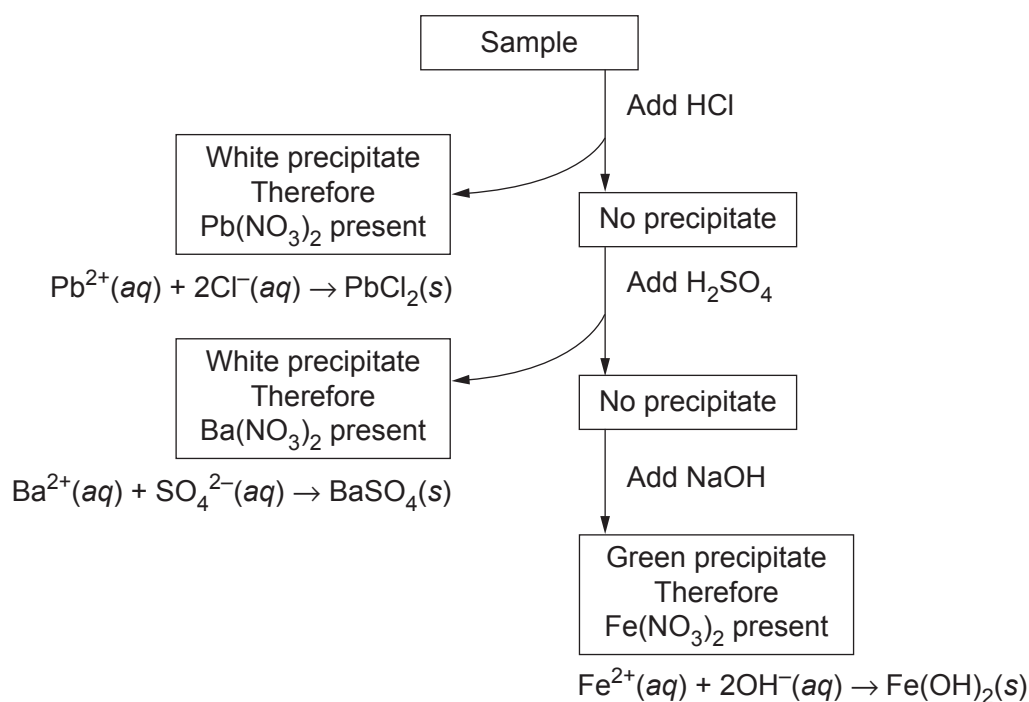 Sample
Add HCl
White precipitate
Therefore
Pb(NO₃)₂ present
No precipitate
Pb²⁺(aq) + 2Cl⁻(aq) → PbCl₂(s)
Add H₂SO₄
White precipitate
Therefore
Ba(NO₃)₂ present
No precipitate
Ba²⁺(aq) + SO₄²⁻(aq) → BaSO₄(s)
Add NaOH
Green precipitate
Therefore
Fe(NO₃)₂ present
Fe²⁺(aq) + 2OH⁻(aq) → Fe(OH)₂(s)